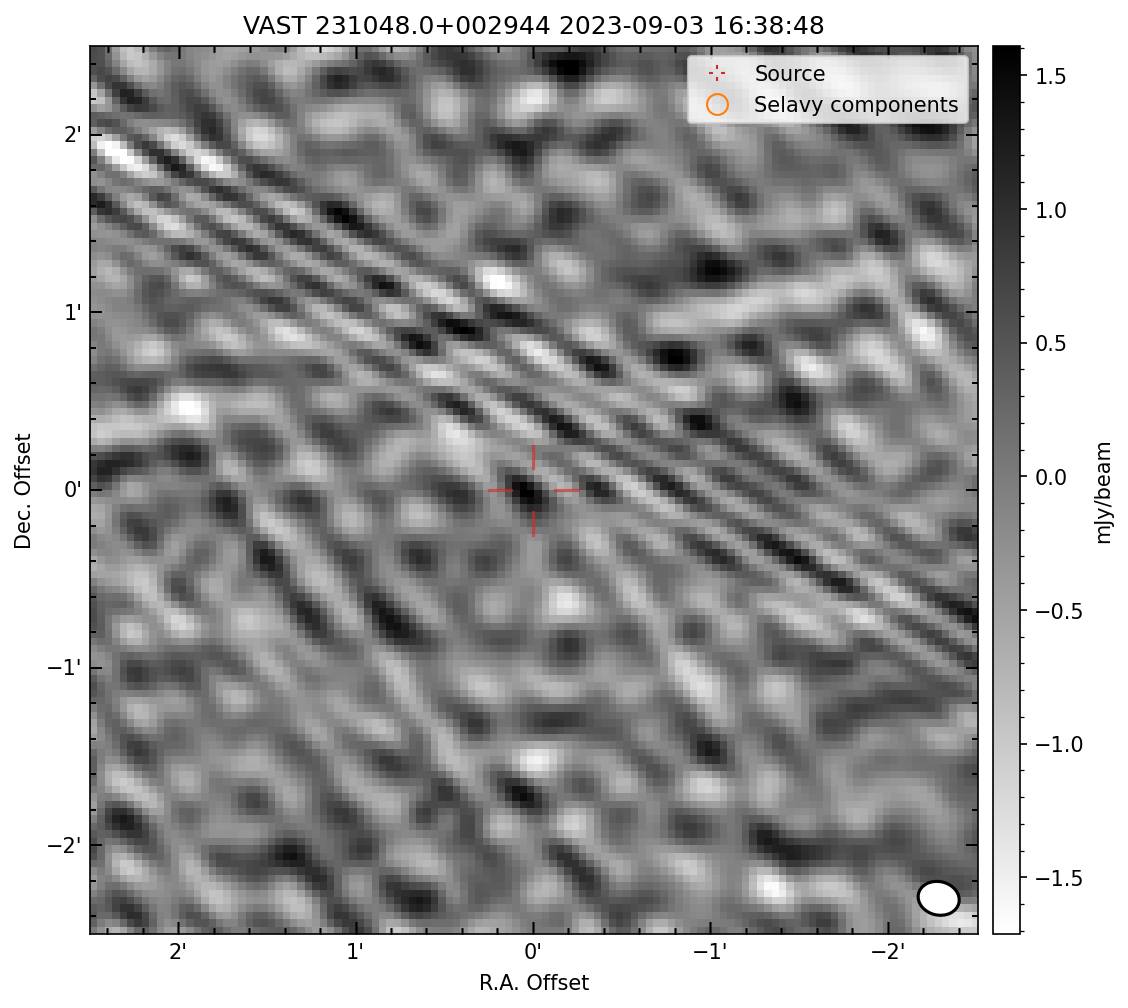 VAST 231048.0+002944 2023-09-03 16:38:48
Source
Selavy components
2'
1'
0'
−1'
−2'
Dec. Offset
2'
1'
0'
−1'
−2'
R.A. Offset
1.5
1.0
0.5
0.0
−0.5
−1.0
−1.5
mJy/beam